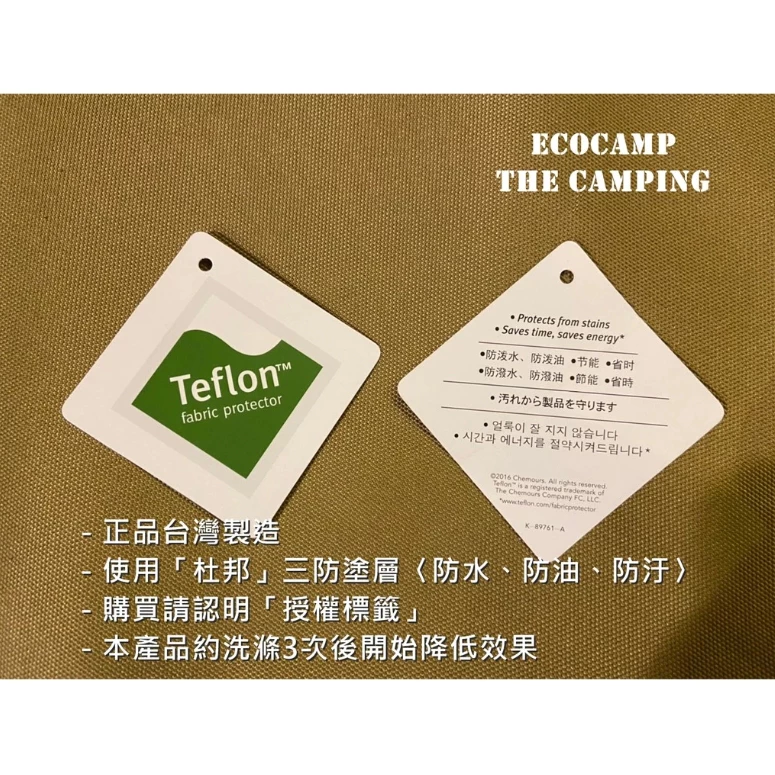 ECOCAMP
THE CAMPING
Teflon™
fabric protector
• Protects from stains
• Saves time, saves energy*
•防泼水、防泼油 •节能 •省时
•防潑水、防潑油 •節能 •省時
• 汚れから製品を守ります
• 얼룩이 잘 지지 않습니다
• 시간과 에너지를 절약시켜드립니다*
©2016 Chemours. All rights reserved.
Teflon™ is a registered trademark of
The Chemours Company FC, LLC.
*www.teflon.com/fabricprotector
K-89761-A
- 正品台灣製造
- 使用「杜邦」三防塗層〈防水、防油、防汙〉
- 購買請認明「授權標籤」
- 本產品約洗滌3次後開始降低效果